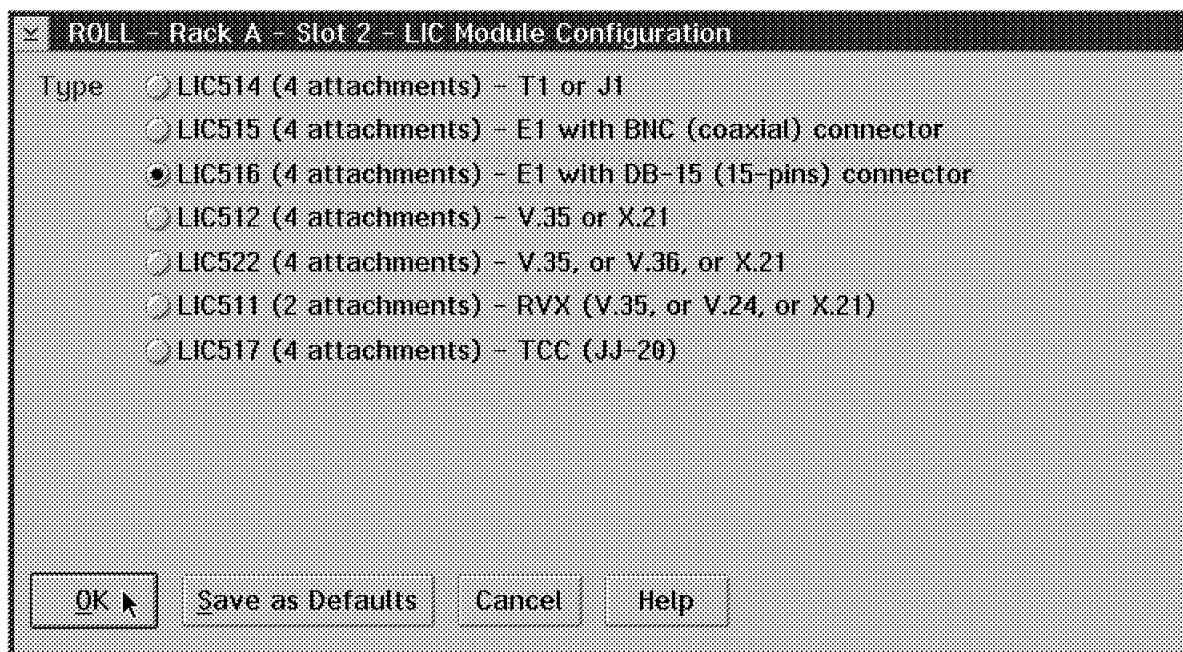 ROLL - Rack A - Slot 2 - LIC Module Configuration
Type LIC514 (4 attachments) - T1 or J1
LIC515 (4 attachments) - E1 with BNC (coaxial) connector
LIC516 (4 attachments) - E1 with DB-15 (15-pins) connector
LIC512 (4 attachments) - V.35 or X.21
LIC522 (4 attachments) - V.35, or V.36, or X.21
LIC511 (2 attachments) - RVX (V.35, or V.24, or X.21)
LIC517 (4 attachments) - TCC (JJ-20)
OK Save as Defaults Cancel Help